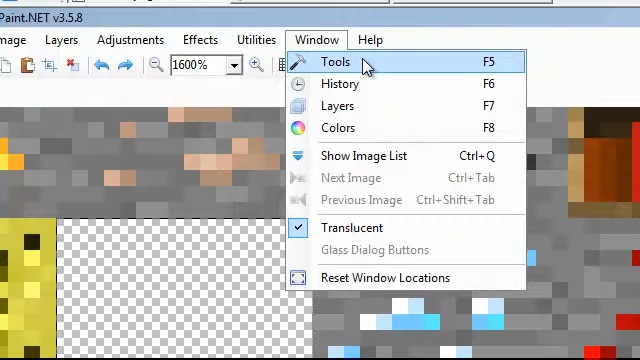 Paint.NET v3.5.8
mage Layers Adjustments Effects Utilities Window Help
1600%
Tools F5
History F6
Layers F7
Colors F8
Show Image List Ctrl+Q
Next Image Ctrl+Tab
Previous Image Ctrl+Shift+Tab
Translucent
Glass Dialog Buttons
Reset Window Locations